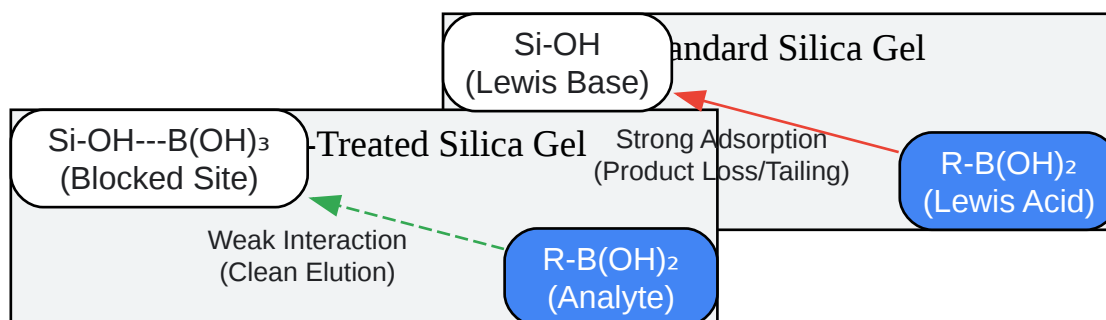 Si-OH
(Lewis Base)
andard Silica Gel
Strong Adsorption
(Product Loss/Tailing)
R-B(OH)₂
(Lewis Acid)
Si-OH---B(OH)₃
(Blocked Site)
-Treated Silica Gel
Weak Interaction
(Clean Elution)
R-B(OH)₂
(Analyte)